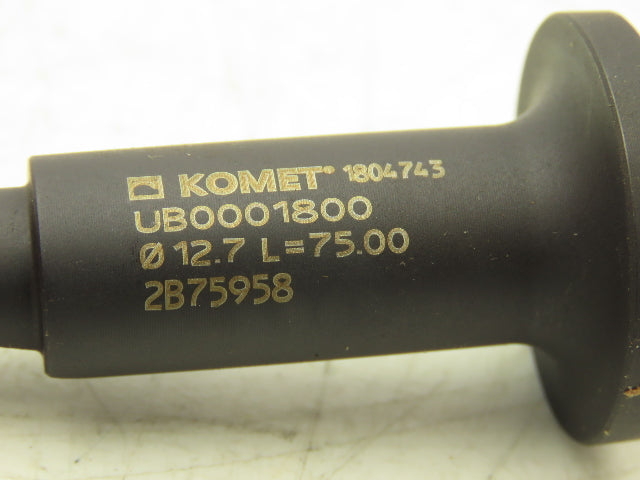 KOMET® 1804743
UB0001800
Ø 12.7 L=75.00
2B75958